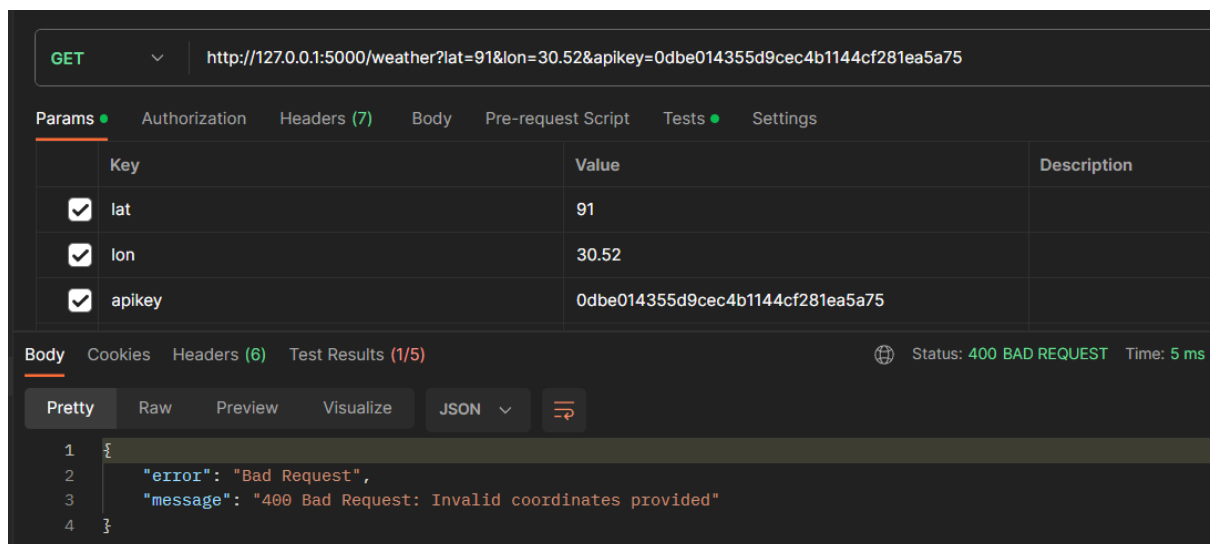 GET http://127.0.0.1:5000/weather?lat=91&lon=30.52&apikey=0dbe014355d9cec4b1144cf281ea5a75
Params Authorization Headers (7) Body Pre-request Script Tests Settings
Key Value Description
lat 91
lon 30.52
apikey 0dbe014355d9cec4b1144cf281ea5a75
Body Cookies Headers (6) Test Results (1/5) Status: 400 BAD REQUEST Time: 5 ms
Pretty Raw Preview Visualize JSON
1 {
2 "error": "Bad Request",
3 "message": "400 Bad Request: Invalid coordinates provided"
4 }